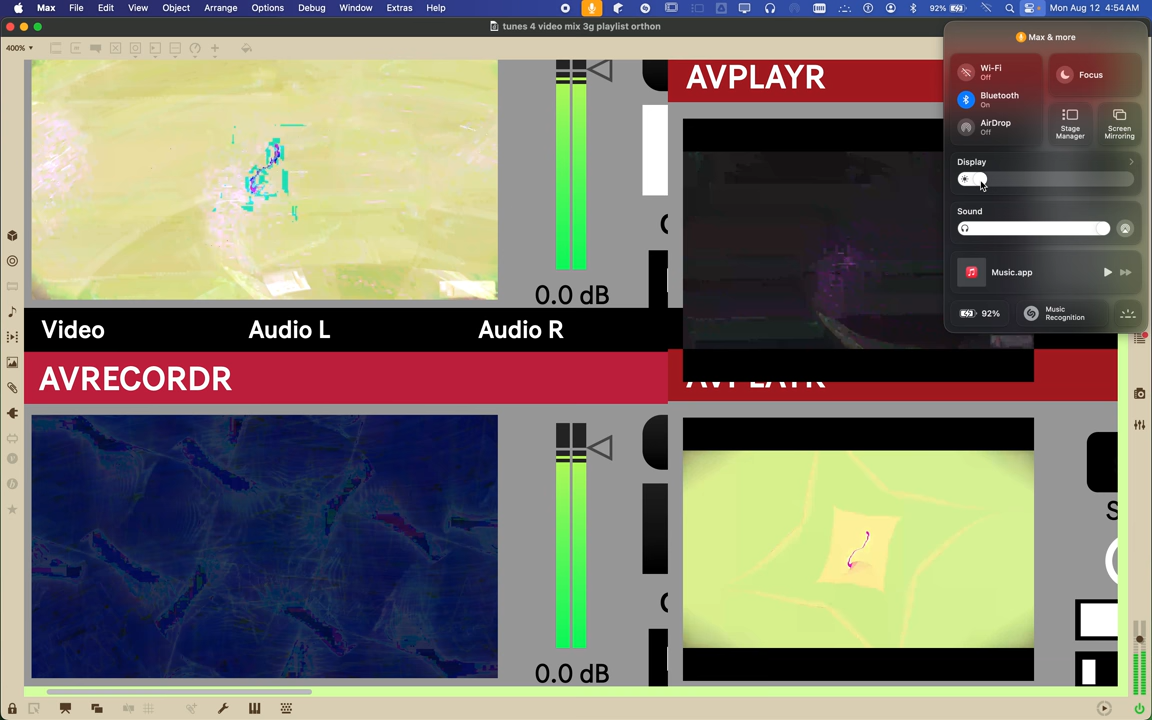 Max File Edit View Object Arrange Options Debug Window Extras Help
92% Mon Aug 12 4:54 AM
tunes 4 video mix 3g playlist orthon
400%
Max & more
Wi-Fi
Off
Focus
Bluetooth
On
AirDrop
Off
Stage
Manager
Screen
Mirroring
Display
Sound
Music.app
92%
Music
Recognition
AVPLAYR
0.0 dB
Video Audio L Audio R
AVRECORDR
AVPLAYR
0.0 dB